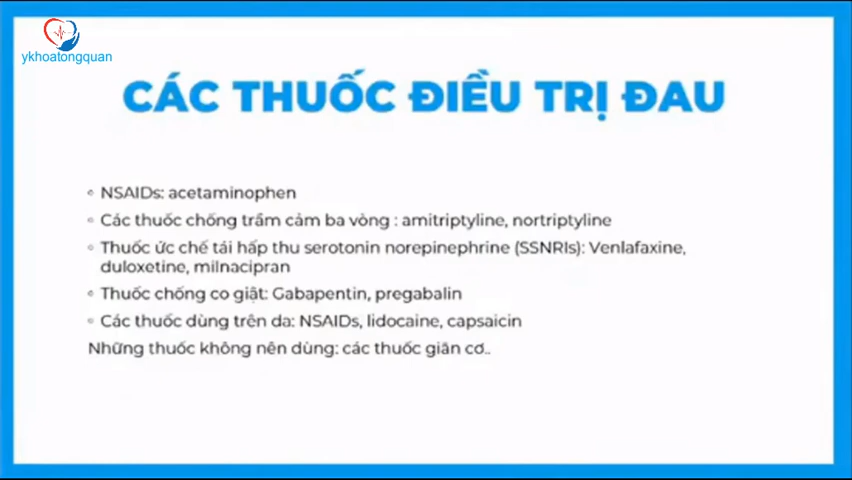 ykhoatongquan
CÁC THUỐC ĐIỀU TRỊ ĐAU
NSAIDs: acetaminophen
Các thuốc chống trầm cảm ba vòng : amitriptyline, nortriptyline
Thuốc ức chế tái hấp thu serotonin norepinephrine (SSNRIs): Venlafaxine,
duloxetine, milnacipran
Thuốc chống co giật: Gabapentin, pregabalin
Các thuốc dùng trên da: NSAIDs, lidocaine, capsaicin
Những thuốc không nên dùng: các thuốc giãn cơ..